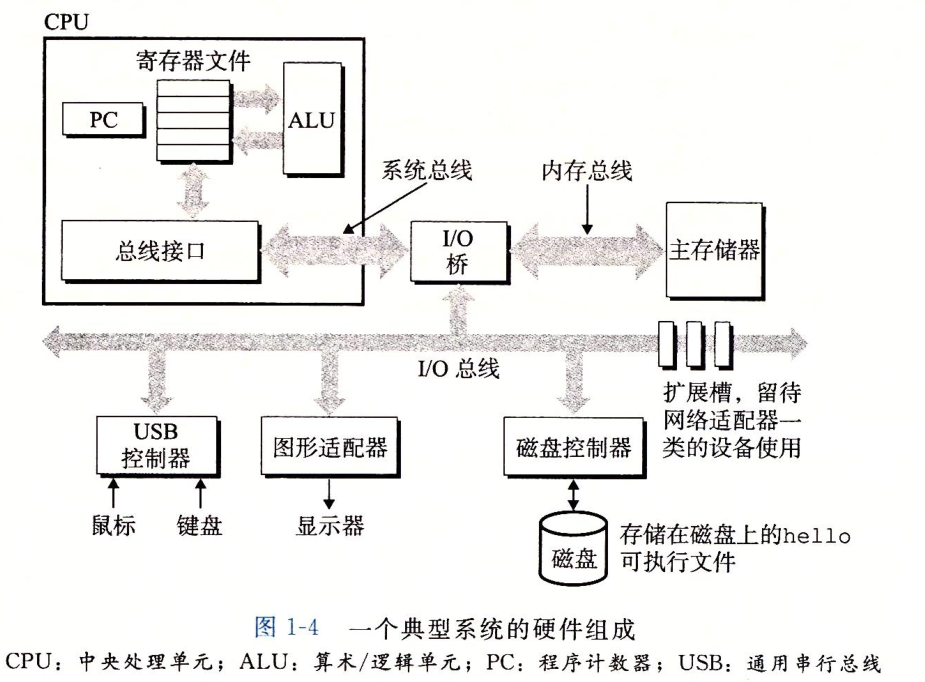 CPU
寄存器文件
PC
ALU
系统总线
内存总线
总线接口
I/O
桥
主存储器
I/O 总线
扩展槽，留待
网络适配器一
类的设备使用
USB
控制器
图形适配器
磁盘控制器
鼠标
键盘
显示器
磁盘
存储在磁盘上的hello
可执行文件
图 1-4 一个典型系统的硬件组成
CPU：中央处理单元；ALU：算术/逻辑单元；PC：程序计数器；USB：通用串行总线